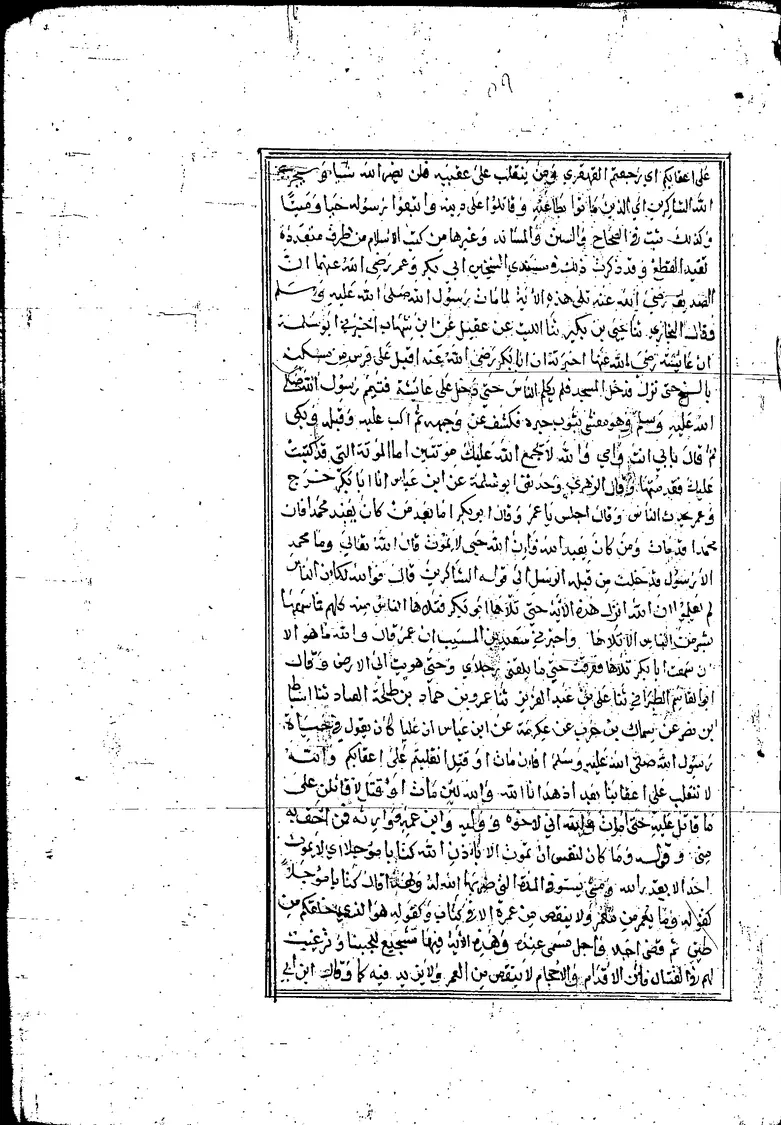 ٥٩
على اعقابكم اي رجعتم القهقري ومن ينقلب على عقبيه فلن يضر الله شيا وسيجزي
الله الشاكرين اي الذين قاموا بطاعته وقاتلوا على دينه واتبعوا رسوله حيا وميتا
وكذلك ثبت في الصحاح والسنن والمساند وغيرها من كتب الاسلام من طرق متعددة
تفيد القطع وقد ذكرت ذلك في مسندي الشيخين ابي بكر وعمر رضي الله عنهما ان
الصديق رضي الله عنه تلى هذه الاية لما مات رسول الله صلى الله عليه وسلم
وقال البخاري ثنا يحيى بن بكير ثنا الليث عن عقيل عن ابن شهاب اخبرني ابو سلمة
ان عائشة رضي الله عنها اخبرته ان ابا بكر رضي الله عنه اقبل على فرس من مسكنه
بالسنح حتى نزل فدخل المسجد فلم يكلم الناس حتى دخل على عايشة فتيمم رسول الله صلى
الله عليه وسلم وهو مغشى بثوب حبرة فكشف عن وجهه ثم اكب عليه وقبله وبكى
ثم قال بابي انت وامي والله لا يجمع الله عليك موتتين اما الموتة التي قد كتبت
عليك فقد متها وقال الزهري وحدثني ابو سلمة عن ابن عباس ان ابا بكر خرج
وعمر يحدث الناس وقال اجلس يا عمر وقال ابو بكر اما بعد من كان يعبد محمدا فان
محمدا قد مات ومن كان يعبد الله فان الله حي لا يموت قال الله تعالى وما محمد
الا رسول قد خلت من قبله الرسل الى قوله الشاكرين قال فوالله لكان الناس
لم يعلموا ان الله انزل هذه الاية حتى تلاها ابو بكر فتلاها الناس منه كلهم فما سمعها
بشر من الناس الا تلاها واخبرني سعيد بن المسيب ان عمر قال والله ما هو الا
ان سمعت ابا بكر تلاها فعرقت حتى ما يلقني رجلاي وحتى هويت الى الارض وقال
ابو القاسم الطبراني ثنا علي بن عبد العزيز ثنا عمرو بن حماد بن طلحة القناد ثنا اسباط
ابن نصر عن سماك بن حرب عن عكرمة عن ابن عباس ان عليا كان يقول في حياة
رسول الله صلى الله عليه وسلم افان مات او قتل انقلبتم على اعقابكم والله
لا ننقلب على اعقابنا بعد اذ هدانا الله والله لين مات او قتل لاقاتلن على
ما قاتل عليه حتى اموت والله اني لاخوه ووليه وابن عمه ووارثه فمن احق به
مني وقوله وما كان لنفس ان تموت الا باذن الله كتابا موجلا اي لا يموت
احد الا بقدر الله وحتى يستوفي المدة التي ضربها الله له ولهذا قال كتابا موجلا
كقوله وما يعمر من معمر ولا ينقص من عمره الا في كتاب وكقوله هو الذي خلقكم من
طين ثم قضى اجلا واجل مسمى عنده وهذه الاية فيها تشجيع للجبنا وترغيب
لهم في القتال فان الاقدام والاحجام لا ينقص من العمر ولا يزيد فيه كما قال ابن ابي